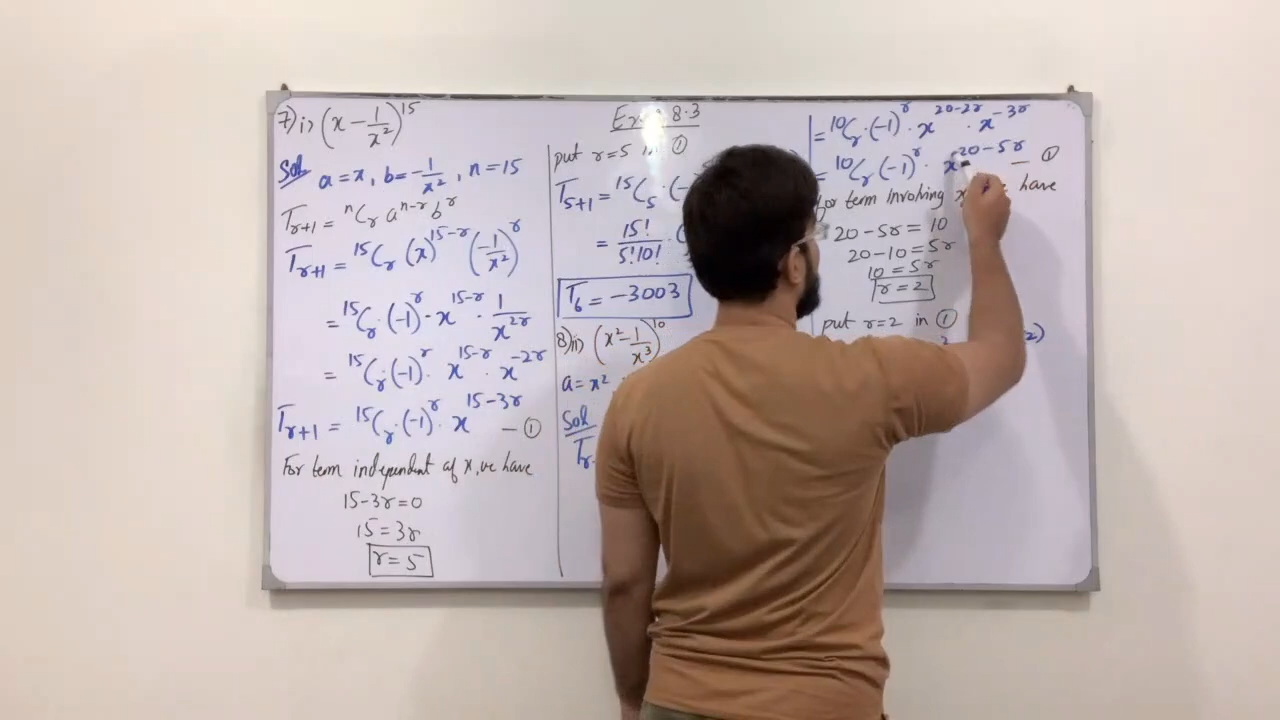 7) i) (x - 1/x²)^15
Sol a = x, b = -1/x², n = 15
T_{r+1} = ^nC_r a^{n-r} b^r
T_{r+1} = ^15C_r (x)^{15-r} (-1/x²)^r
= ^15C_r · (-1)^r · x^{15-r} · 1/x^{2r}
= ^15C_r · (-1)^r · x^{15-r} · x^{-2r}
T_{r+1} = ^15C_r · (-1)^r · x^{15-3r} — ①
For term independent of x, we have
15-3r = 0
15 = 3r
r = 5
8.3
put r=5 in ①
T_{5+1} = ^15C_5 · (-
= 15!/5!10! · (
T_6 = -3003
8) ii) (x² - 1/x³)^10
a = x²
Sol
T_r
= ^10C_r · (-1)^r · x^{20-2r} · x^{-3r}
= ^10C_r (-1)^r · x^{20-5r} — ①
for term involving x have
20-5r = 10
20-10 = 5r
10 = 5r
r = 2
put r=2 in ①
2 2)